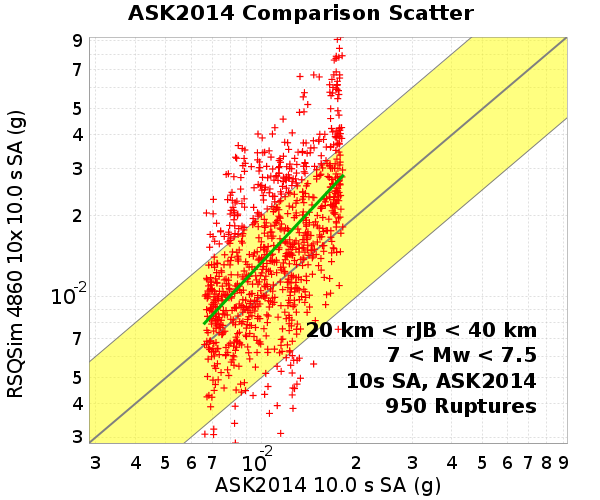 ASK2014 Comparison Scatter
RSQSim 4860 10x 10.0 s SA (g)
9
7
5
4
3
2
10-2
7
5
4
3
20 km < rJB < 40 km
7 < Mw < 7.5
10s SA, ASK2014
950 Ruptures
3 4 5 6 7 10-2 2 3 4 5 6 7 8 9
ASK2014 10.0 s SA (g)